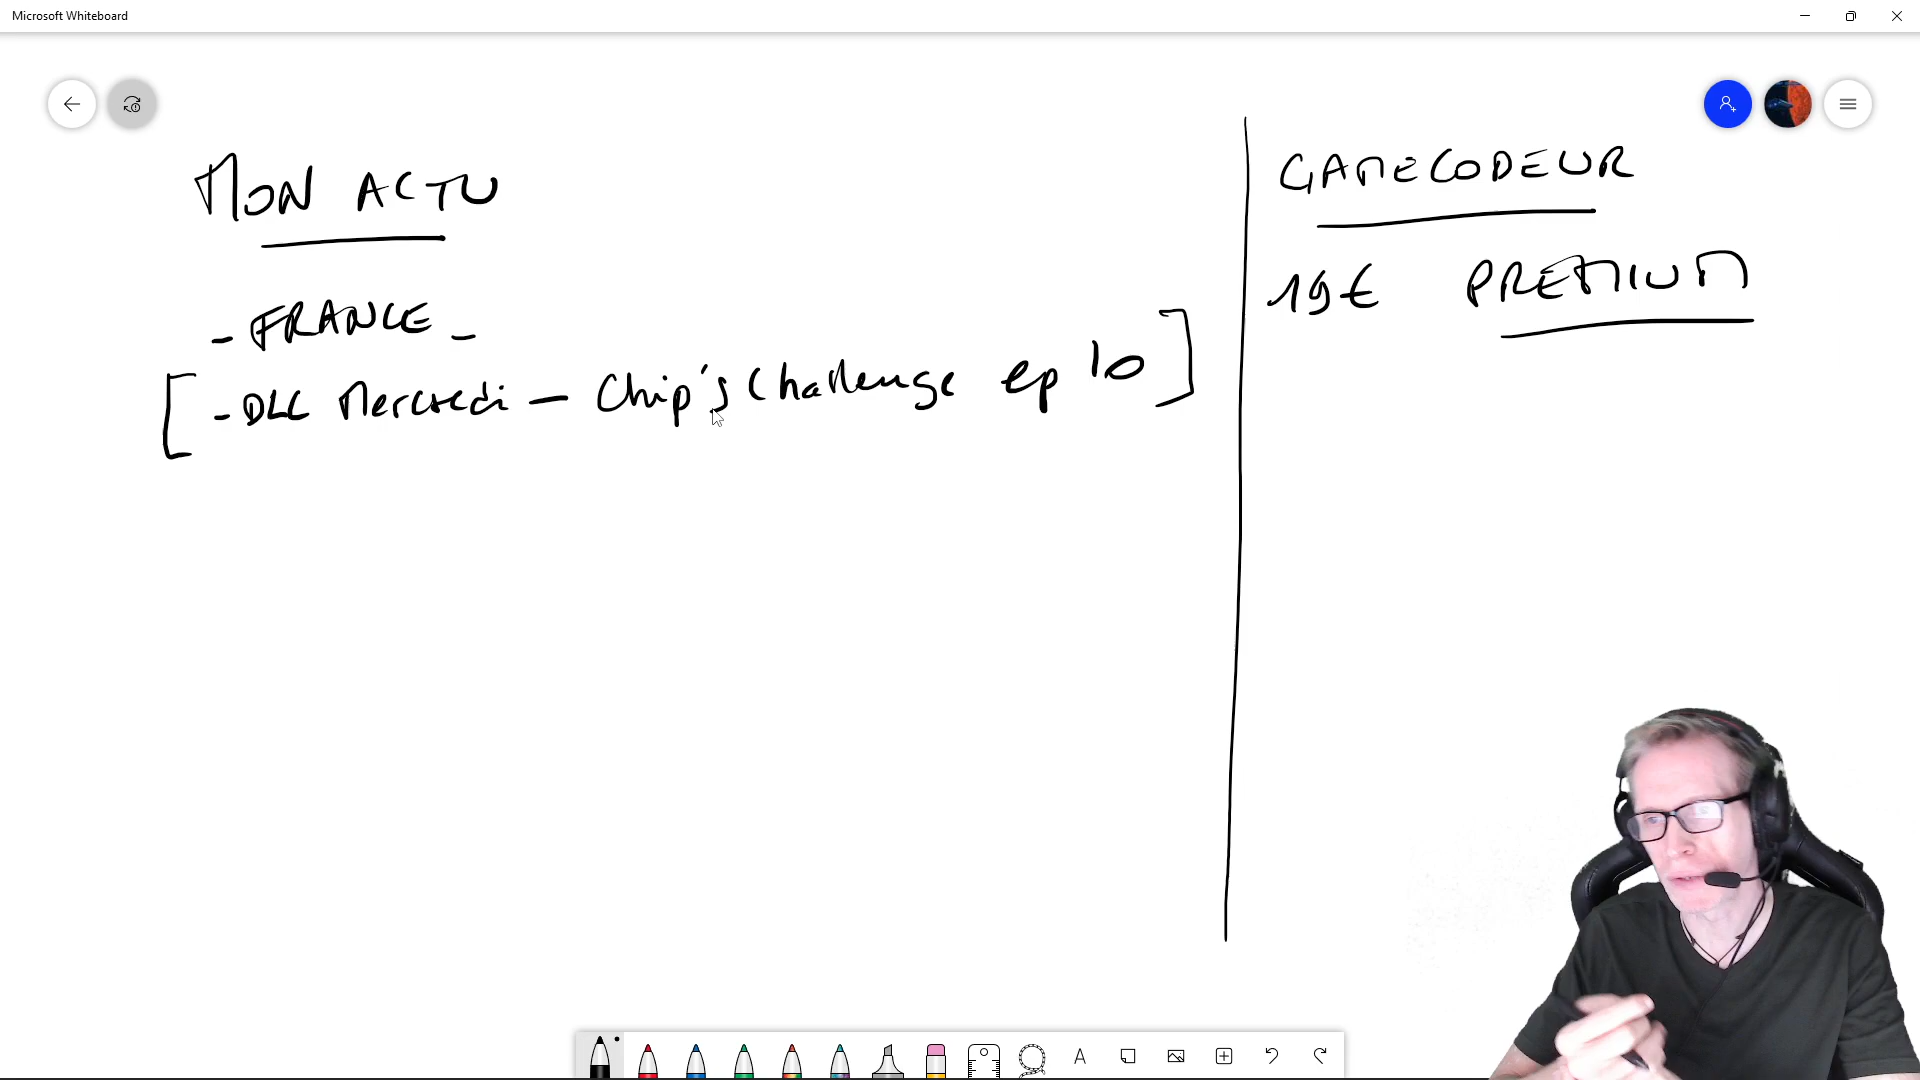 Microsoft Whiteboard
MON ACTU
- FRANCE -
[ - DLC Mercredi - Chip's Challenge ep 10 ]
GAMECODEUR
19€ PREMIUM
A